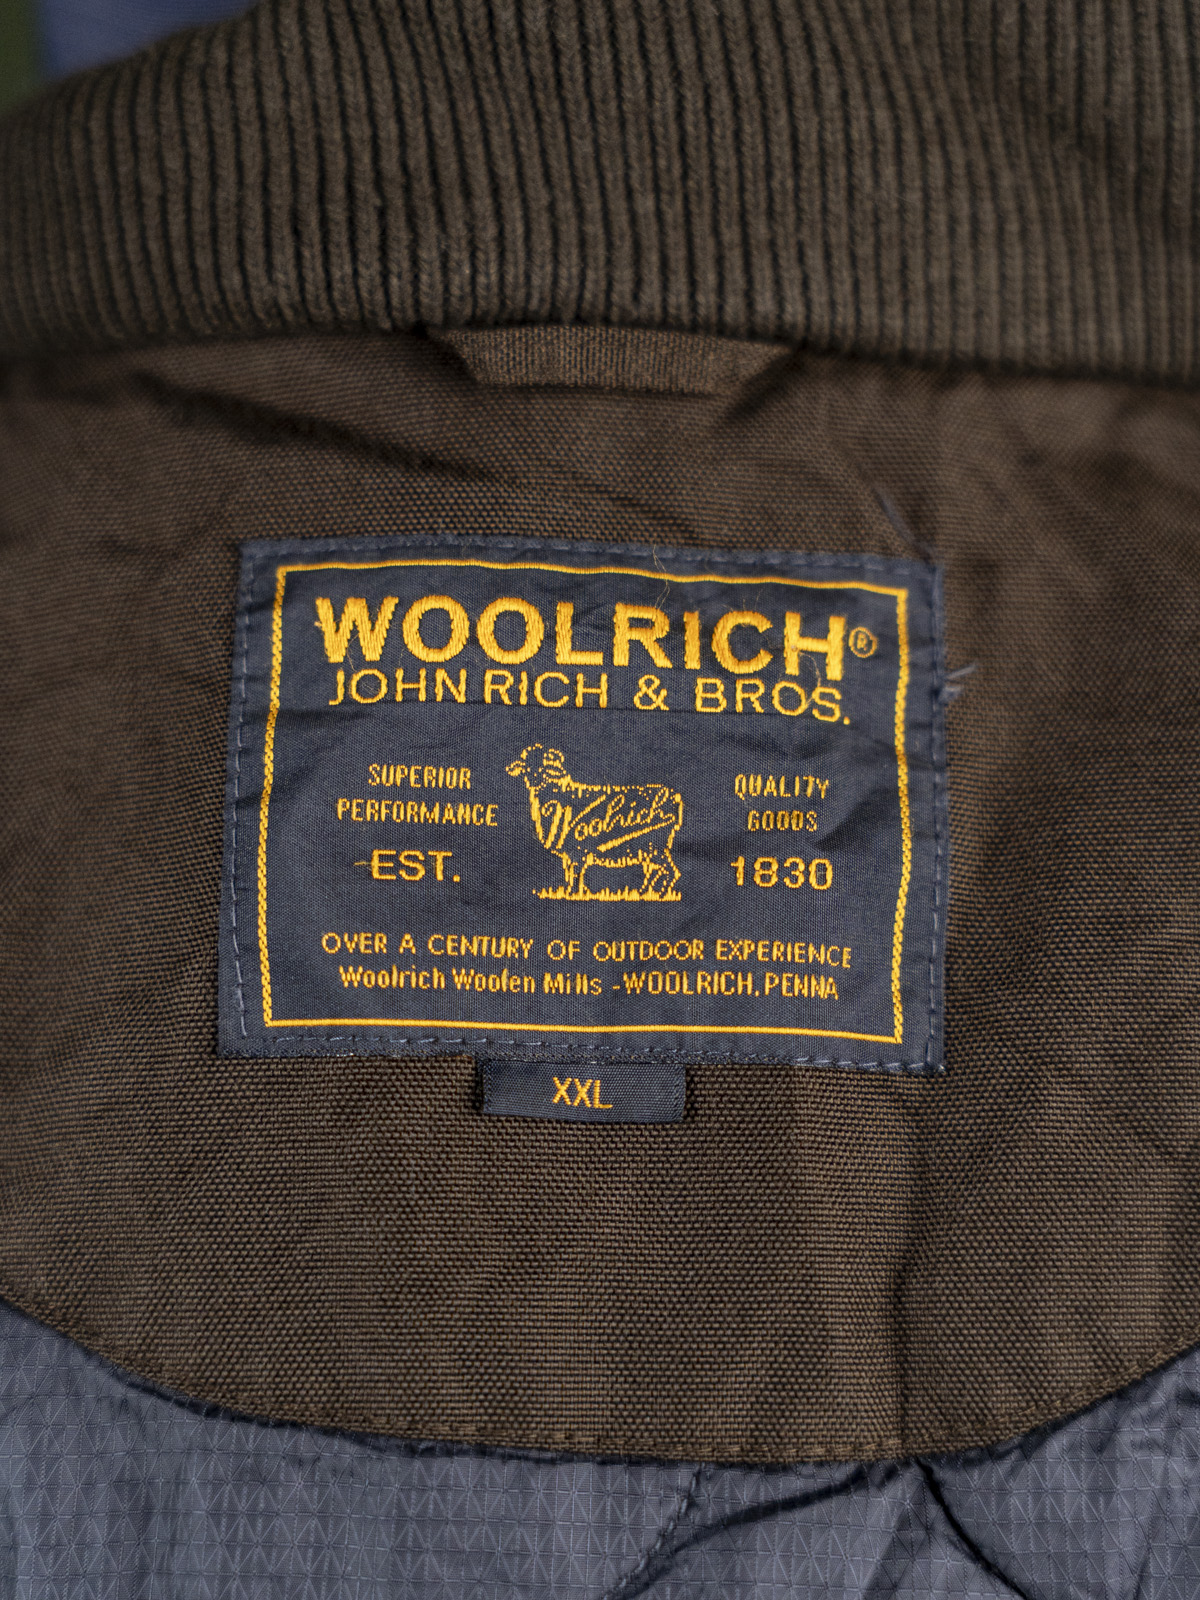 WOOLRICH®
JOHN RICH & BROS.
SUPERIOR
PERFORMANCE
Woolrich
QUALITY
GOODS
EST.
1830
OVER A CENTURY OF OUTDOOR EXPERIENCE
Woolrich Woolen Mills - WOOLRICH, PENNA
XXL